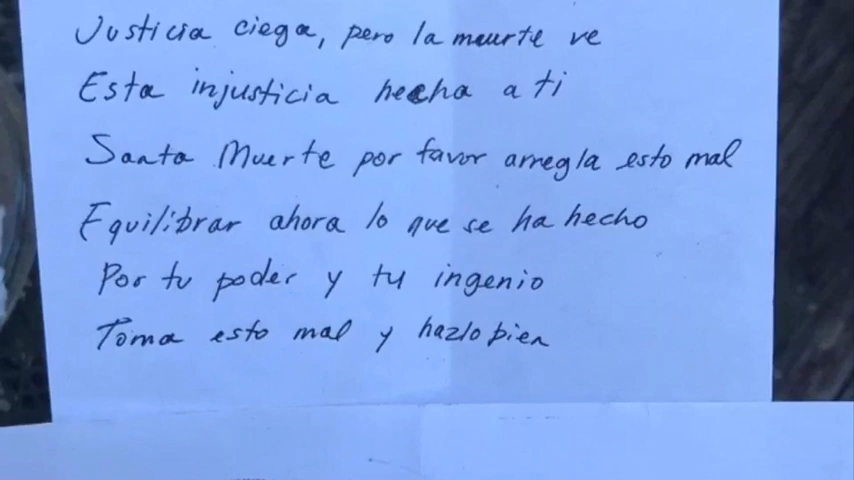 Justicia ciega, pero la meurte ve
Esta injusticia hecha a ti
Santa Muerte por favor arregla esto mal
Equilibrar ahora lo que se ha hecho
Por tu poder y tu ingenio
Toma esto mal y hazlo bien